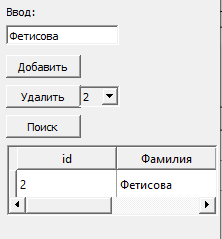 Ввод:
Фетисова
Добавить
Удалить 2
Поиск
id Фамилия
2 Фетисова